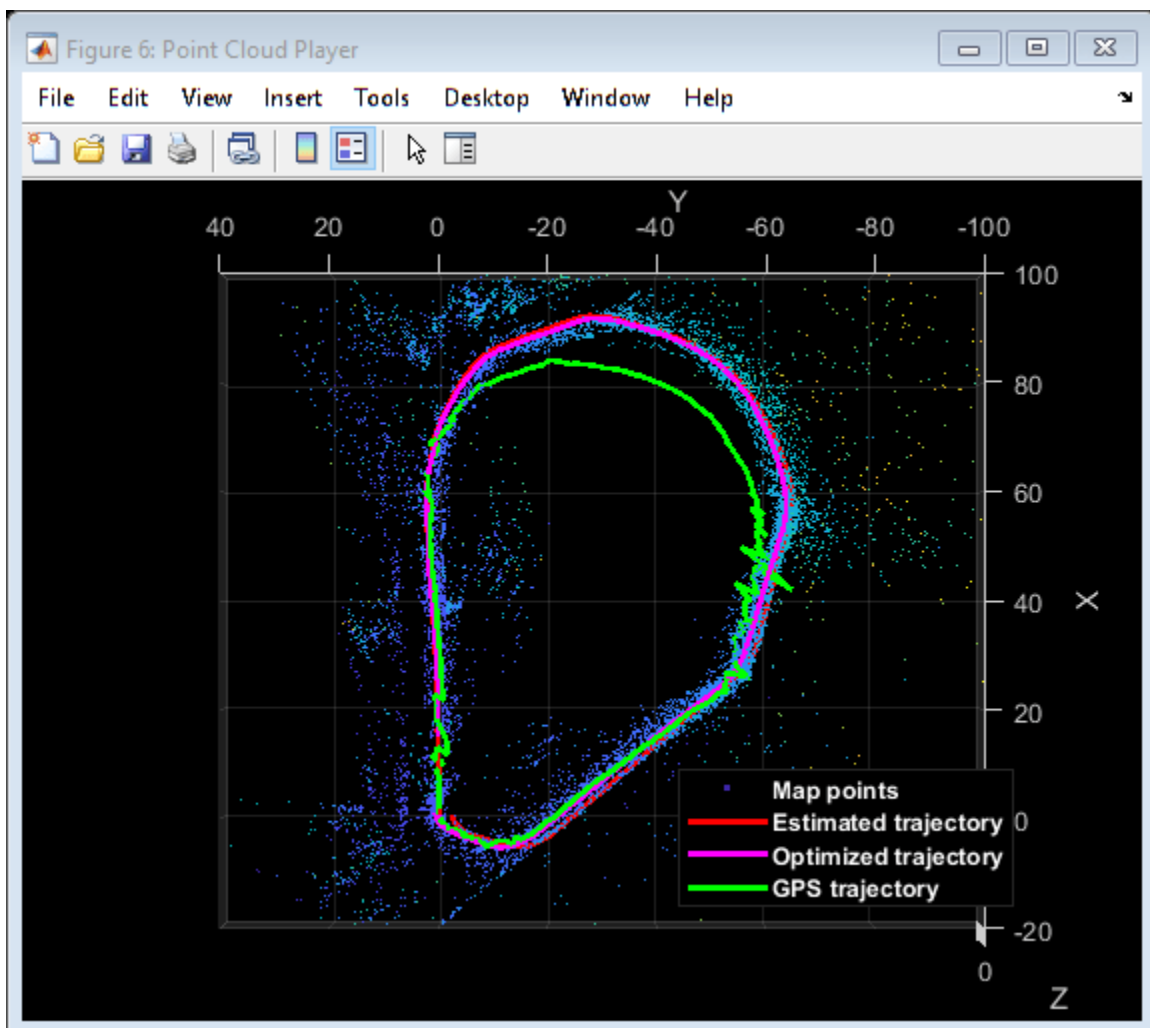 Figure 6: Point Cloud Player
File Edit View Insert Tools Desktop Window Help
Y
40 20 0 -20 -40 -60 -80 -100
100
80
60
40
X
20
Map points
Estimated trajectory 0
Optimized trajectory
GPS trajectory
-20
0
Z